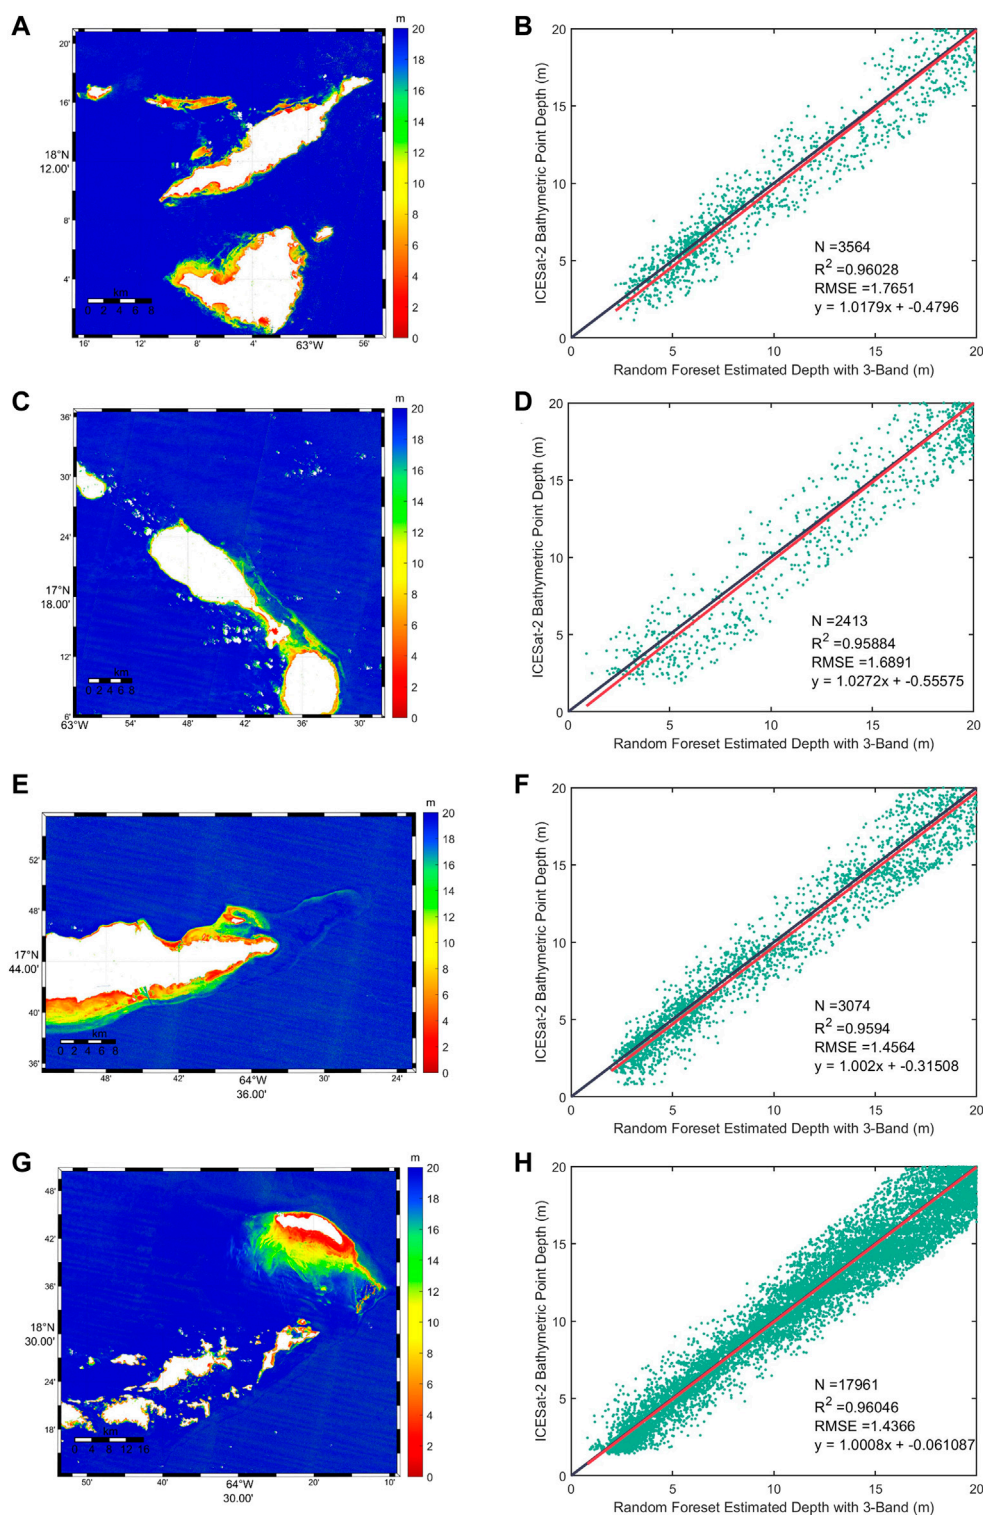 A
m
20'
16'
18°N
12.00'
8'
4'
km
0 2 4 6 8
16' 12' 8' 4' 63°W 56'
20
18
16
14
12
10
8
6
4
2
0
B
ICESat-2 Bathymetric Point Depth (m)
20
15
10
5
0
N =3564
R2 =0.96028
RMSE =1.7651
y = 1.0179x + -0.4796
0 5 10 15 20
Random Foreset Estimated Depth with 3-Band (m)
C
m
36'
30'
24'
17°N
18.00'
12'
6'
km
0 2 4 6 8
63°W 54' 48' 42' 36' 30'
20
18
16
14
12
10
8
6
4
2
0
D
ICESat-2 Bathymetric Point Depth (m)
20
15
10
5
0
N =2413
R2 =0.95884
RMSE =1.6891
y = 1.0272x + -0.55575
0 5 10 15 20
Random Foreset Estimated Depth with 3-Band (m)
E
m
52'
48'
17°N
44.00'
40'
36'
km
0 2 4 6 8
48' 42' 64°W 30' 24'
36.00'
20
18
16
14
12
10
8
6
4
2
0
F
ICESat-2 Bathymetric Point Depth (m)
20
15
10
5
0
N =3074
R2 =0.9594
RMSE =1.4564
y = 1.002x + -0.31508
0 5 10 15 20
Random Foreset Estimated Depth with 3-Band (m)
G
m
48'
42'
36'
18°N
30.00'
24'
18'
km
0 4 8 12 16
50' 40' 64°W 20' 10'
30.00'
20
18
16
14
12
10
8
6
4
2
0
H
ICESat-2 Bathymetric Point Depth (m)
20
15
10
5
0
N =17961
R2 =0.96046
RMSE =1.4366
y = 1.0008x + -0.061087
0 5 10 15 20
Random Foreset Estimated Depth with 3-Band (m)